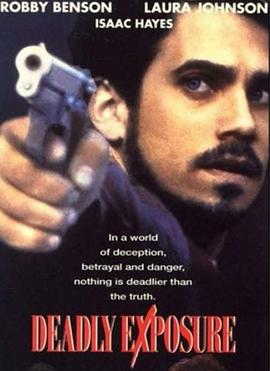 ROBBY BENSON LAURA JOHNSON
ISAAC HAYES
In a world
of deception,
betrayal and danger,
nothing is deadlier than
the truth.
DEADLY EXPOSURE